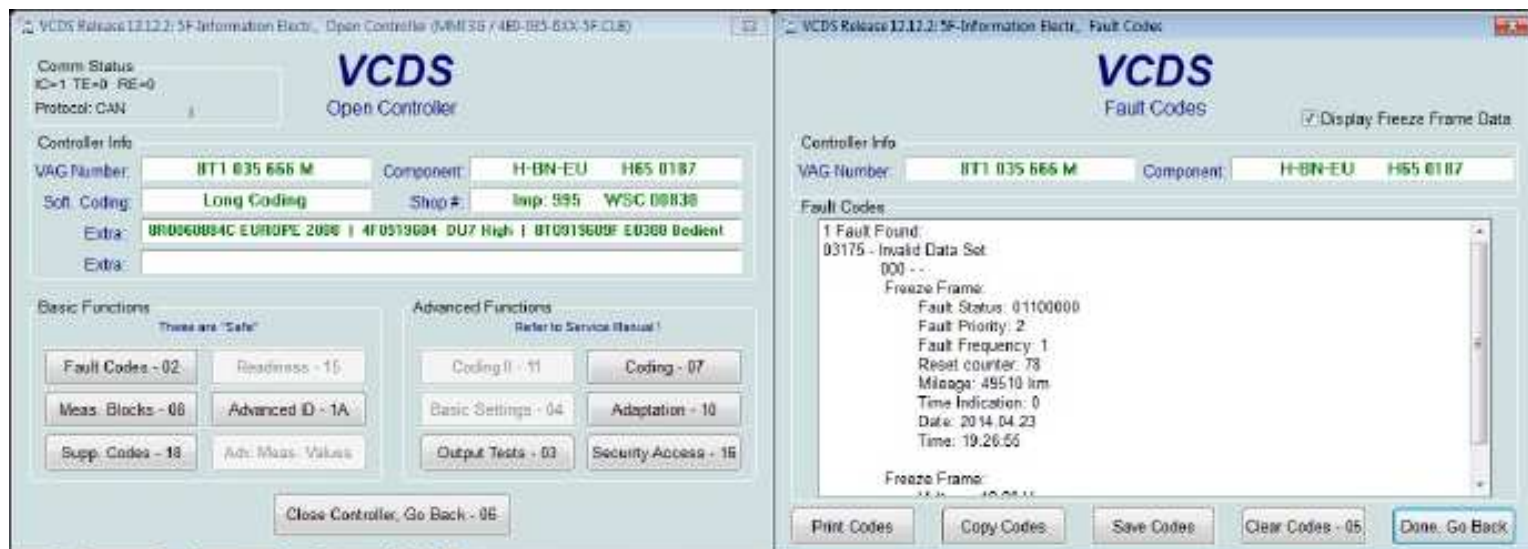 VCDS Release 12.12.2: 5F-Information Electr., Open Controller (MMI 3G / 4E0-035-6XX-5F.CLB)
Comm Status
IC=1 TE=0 RE=0
Protocol: CAN
VCDS
Open Controller
Controller Info
VAG Number: 8T1 035 666 M Component: H-BN-EU H65 0187
Soft. Coding: Long Coding Shop #: Imp: 995 WSC 00838
Extra: 8R0060884C EUROPE 2008 | 4F0919604 DU7 High | 8T0919609F E0380 Bedient
Extra:
Basic Functions
These are "Safe"
Fault Codes - 02 Readiness - 15
Meas. Blocks - 08 Advanced ID - 1A
Supp. Codes - 18 Adv. Meas. Values
Advanced Functions
Refer to Service Manual!
Coding II - 11 Coding - 07
Basic Settings - 04 Adaptation - 10
Output Tests - 03 Security Access - 16
Close Controller, Go Back - 06
VCDS Release 12.12.2: 5F-Information Electr., Fault Codes
VCDS
Fault Codes
Display Freeze Frame Data
Controller Info
VAG Number: 8T1 035 666 M Component: H-BN-EU H65 0187
Fault Codes
1 Fault Found:
03175 - Invalid Data Set
000 - -
Freeze Frame:
Fault Status: 01100000
Fault Priority: 2
Fault Frequency: 1
Reset counter: 78
Mileage: 49510 km
Time Indication: 0
Date: 2014.04.23
Time: 19:26:55
Freeze Frame:
Print Codes Copy Codes Save Codes Clear Codes - 05 Done, Go Back